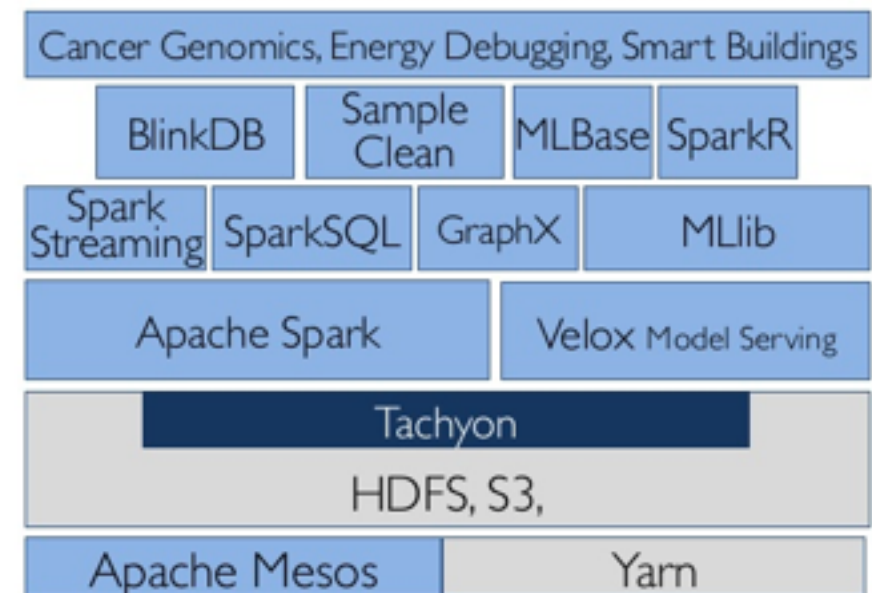 Cancer Genomics, Energy Debugging, Smart Buildings
BlinkDB
Sample
Clean
MLBase
SparkR
Spark
Streaming
SparkSQL
GraphX
MLlib
Apache Spark
Velox Model Serving
Tachyon
HDFS, S3,
Apache Mesos
Yarn